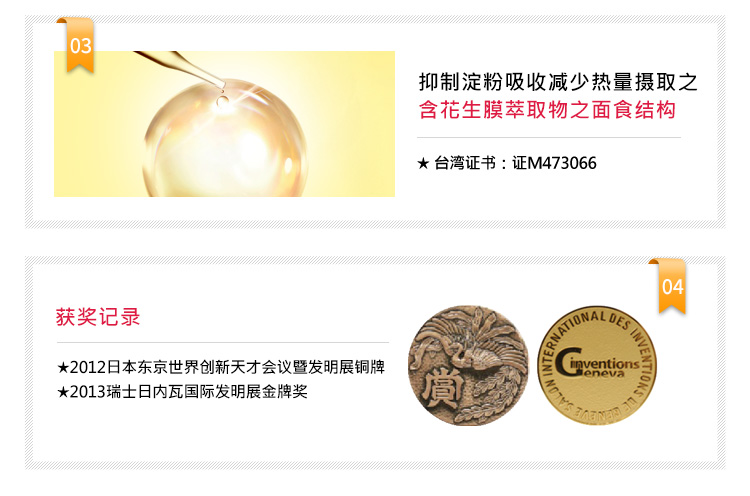 03
抑制淀粉吸收减少热量摄取之
含花生膜萃取物之面食结构
★ 台湾证书：证M473066
04
获奖记录
★2012日本东京世界创新天才会议暨发明展铜牌
★2013瑞士日内瓦国际发明展金牌奖
賞
SALON INTERNATIONAL DES INVENTIONS DE GENEVE
inventions
Geneva